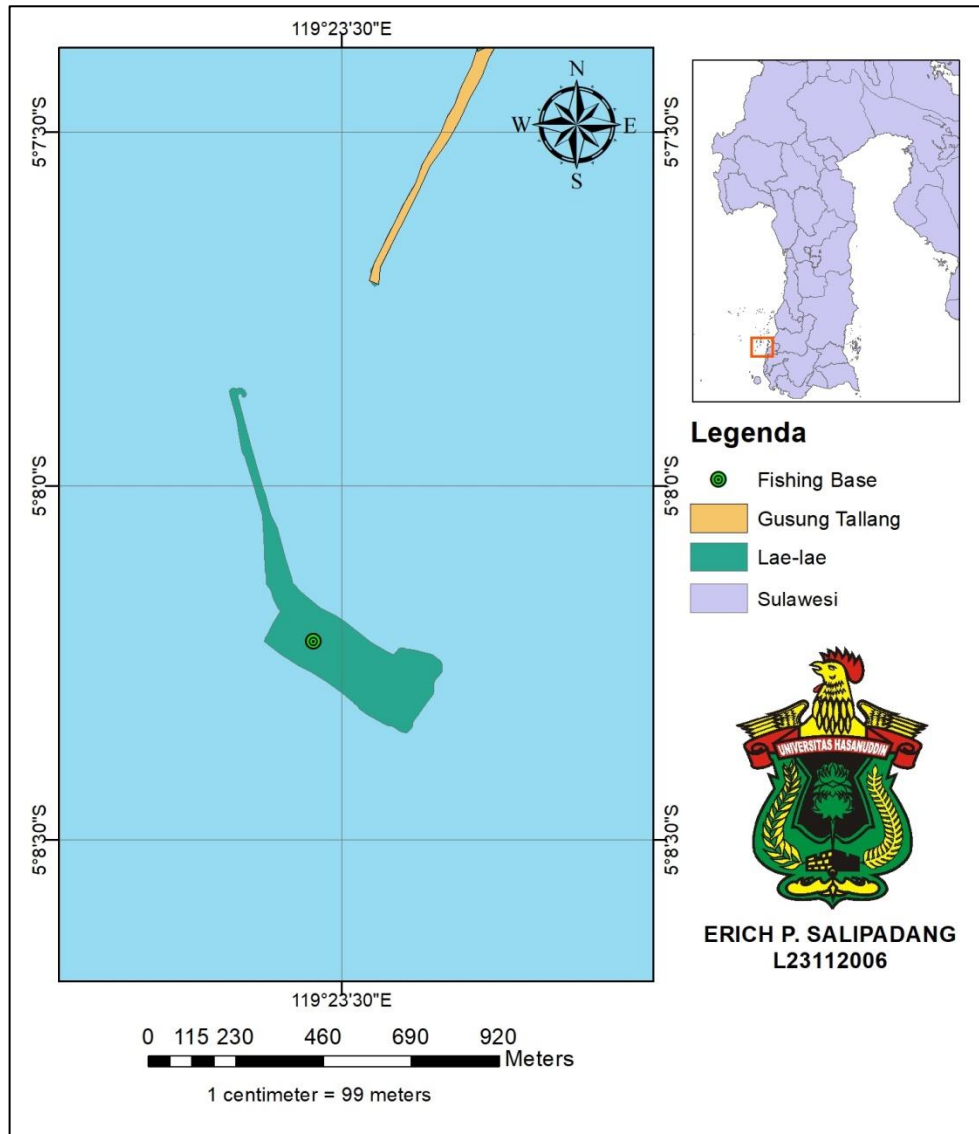 119°23'30"E
N
W E
S
5°7'30"S
5°7'30"S
5°8'0"S
5°8'0"S
5°8'30"S
5°8'30"S
119°23'30"E
0 115 230 460 690 920
Meters
1 centimeter = 99 meters
Legenda
Fishing Base
Gusung Tallang
Lae-lae
Sulawesi
UNIVERSITAS HASANUDDIN
ERICH P. SALIPADANG
L23112006